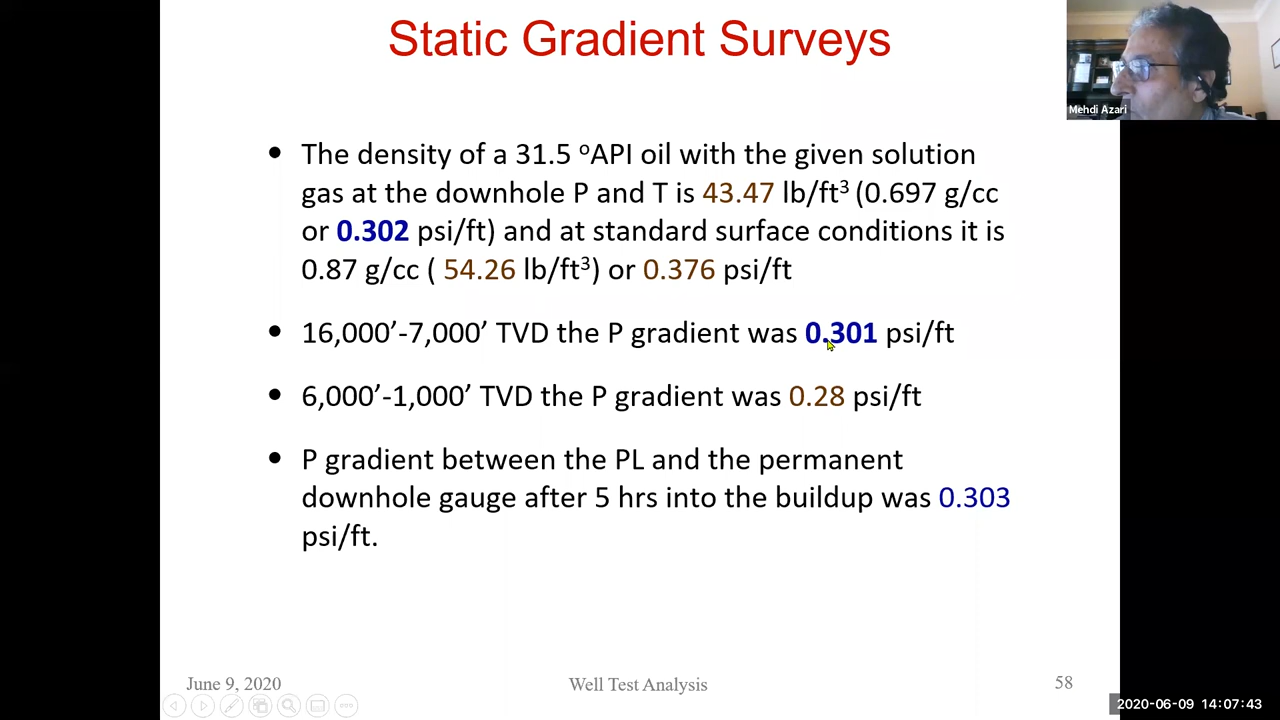 Static Gradient Surveys
Mehdi Azari
• The density of a 31.5 ºAPI oil with the given solution
gas at the downhole P and T is 43.47 lb/ft³ (0.697 g/cc
or 0.302 psi/ft) and at standard surface conditions it is
0.87 g/cc ( 54.26 lb/ft³) or 0.376 psi/ft
• 16,000’-7,000’ TVD the P gradient was 0.301 psi/ft
• 6,000’-1,000’ TVD the P gradient was 0.28 psi/ft
• P gradient between the PL and the permanent
downhole gauge after 5 hrs into the buildup was 0.303
psi/ft.
June 9, 2020
Well Test Analysis
58
2020-06-09 14:07:43